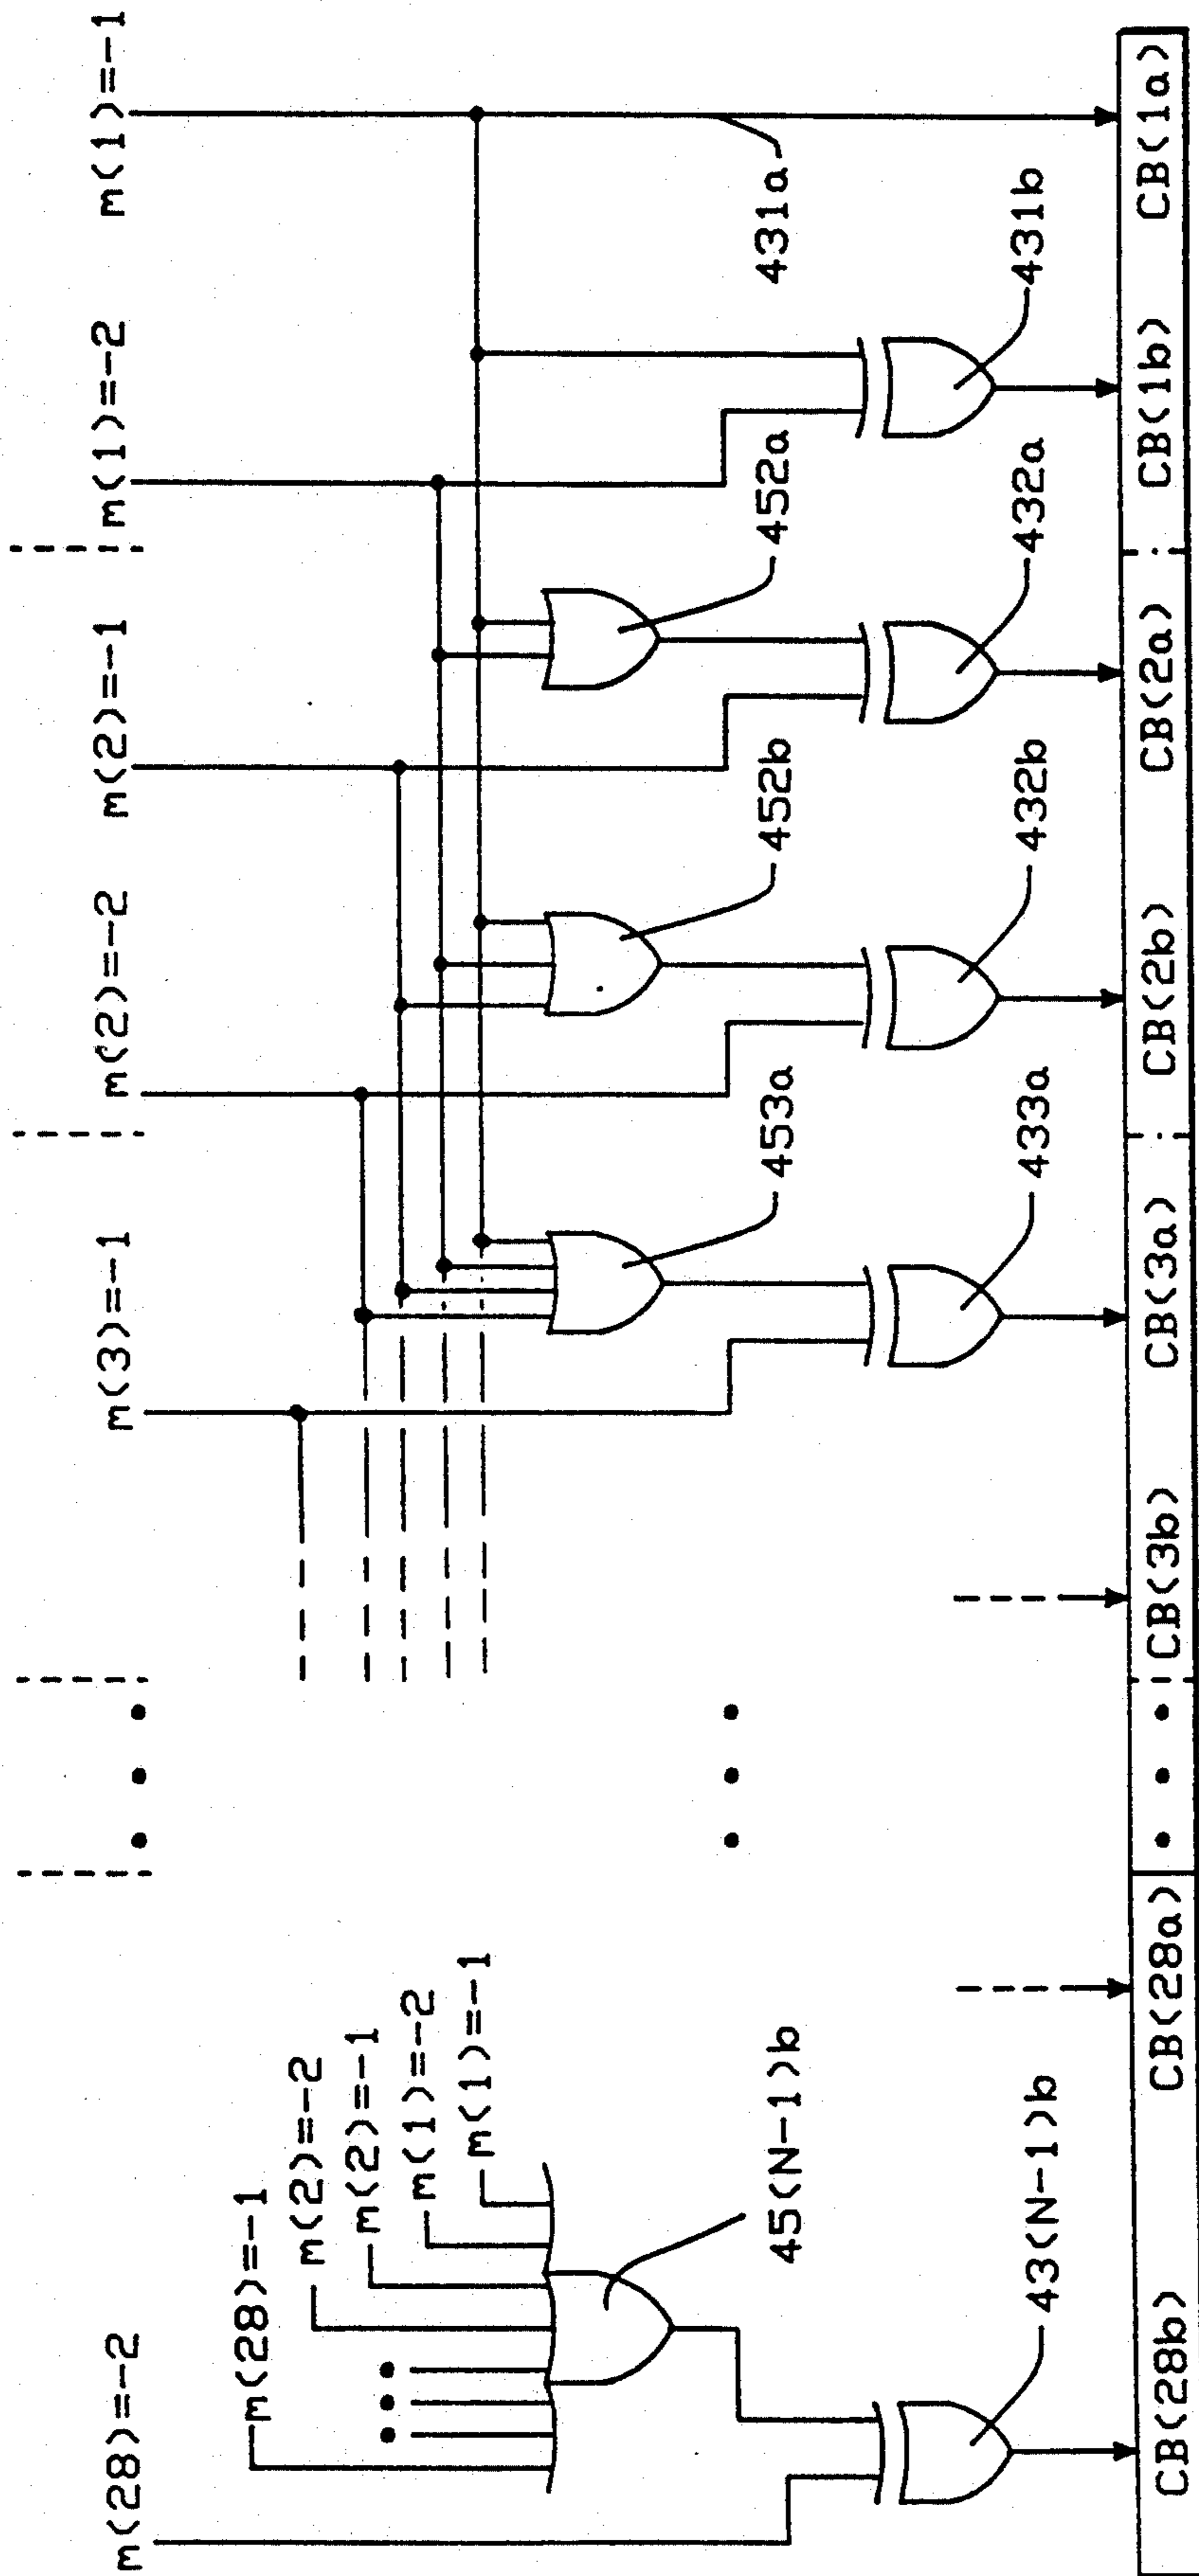 m(28)=-2
m(3)=-1
m(2)=-2
m(2)=-1
m(1)=-2
m(1)=-1
m(28)=-1
m(2)=-2
m(2)=-1
m(1)=-2
m(1)=-1
45(N-1)b
453a
452b
452a
431a
43(N-1)b
433a
432b
432a
431b
CB(28b)
CB(28a)
CB(3b)
CB(3a)
CB(2b)
CB(2a)
CB(1b)
CB(1a)